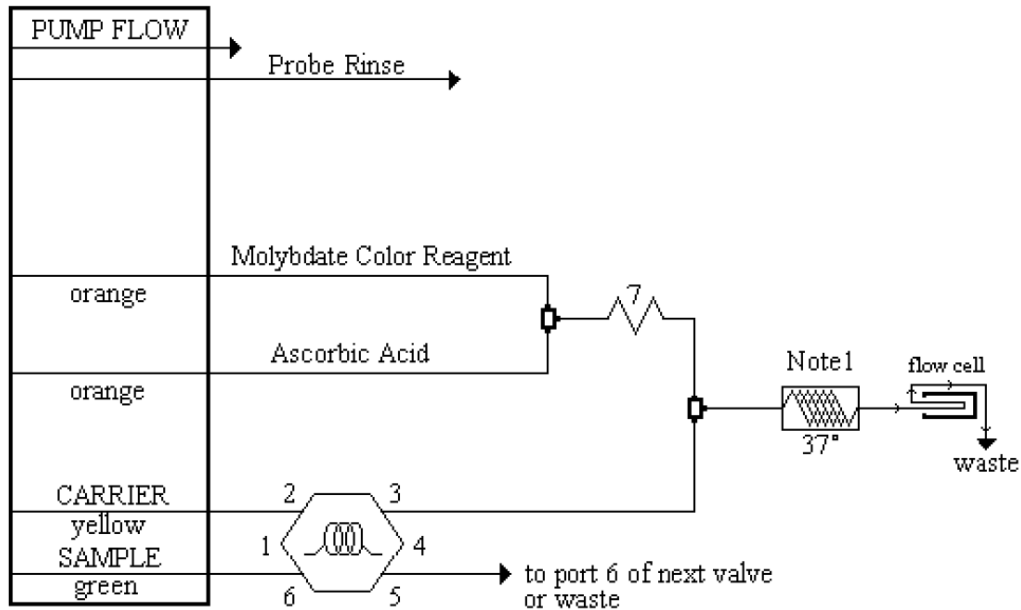 PUMP FLOW
Probe Rinse
Molybdate Color Reagent
orange
7
Ascorbic Acid
orange
Note1
flow cell
37°
waste
CARRIER
yellow
2
3
1
4
SAMPLE
green
6
5
to port 6 of next valve
or waste